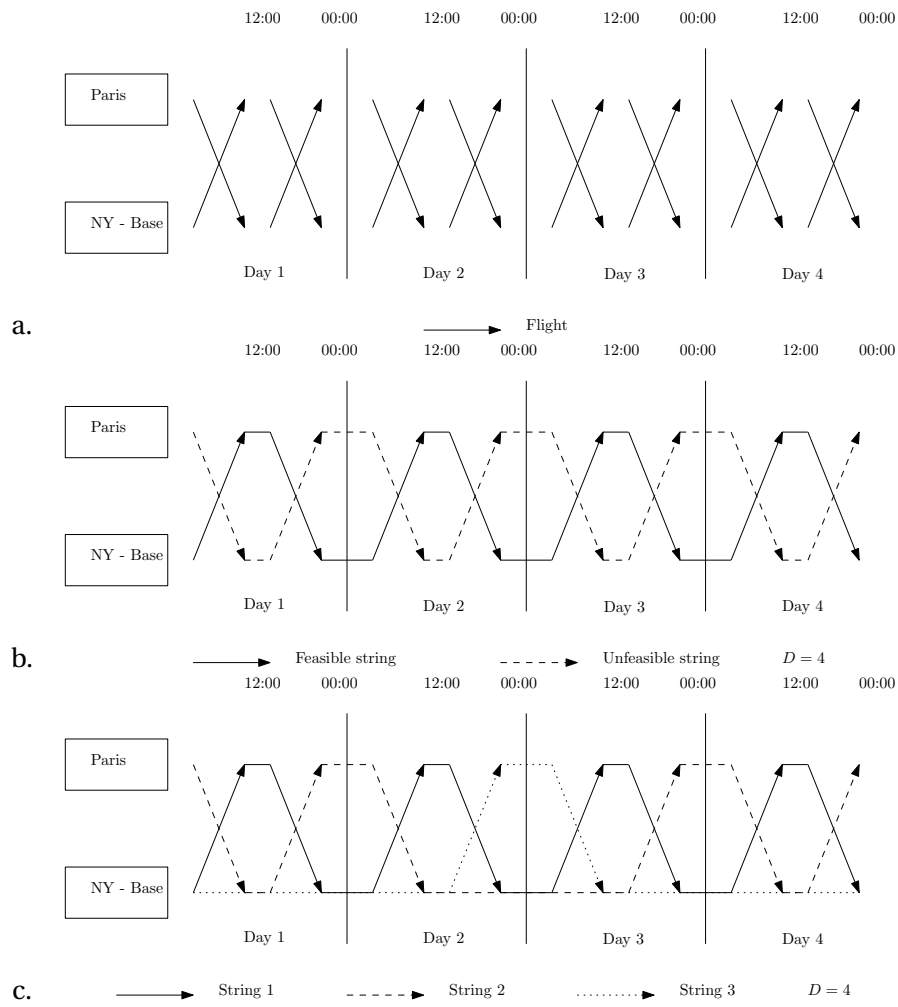 12:00 00:00 12:00 00:00 12:00 00:00 12:00 00:00
Paris
NY - Base
Day 1 Day 2 Day 3 Day 4
a.
Flight
12:00 00:00 12:00 00:00 12:00 00:00 12:00 00:00
Paris
NY - Base
Day 1 Day 2 Day 3 Day 4
b.
Feasible string Unfeasible string D = 4
12:00 00:00 12:00 00:00 12:00 00:00 12:00 00:00
Paris
NY - Base
Day 1 Day 2 Day 3 Day 4
c.
String 1 String 2 String 3 D = 4